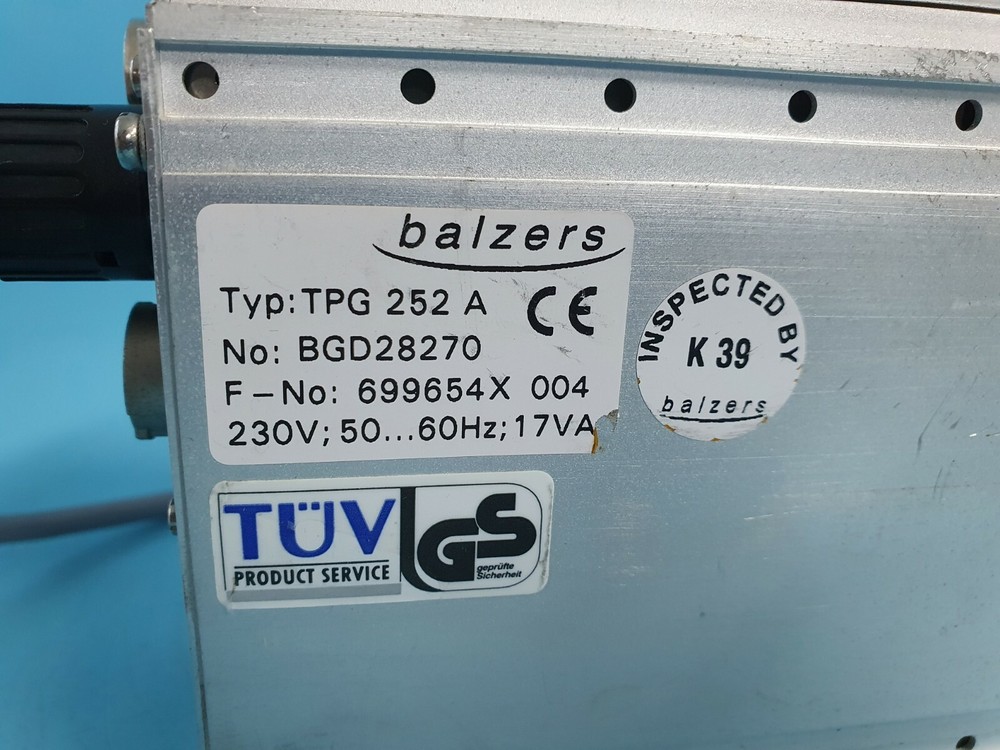 balzers
Typ: TPG 252 A CE
No: BGD28270
F-No: 699654X 004
230V; 50...60Hz; 17VA
INSPECTED BY
K 39
balzers
TÜV
PRODUCT SERVICE
GS
geprüfte
Sicherheit